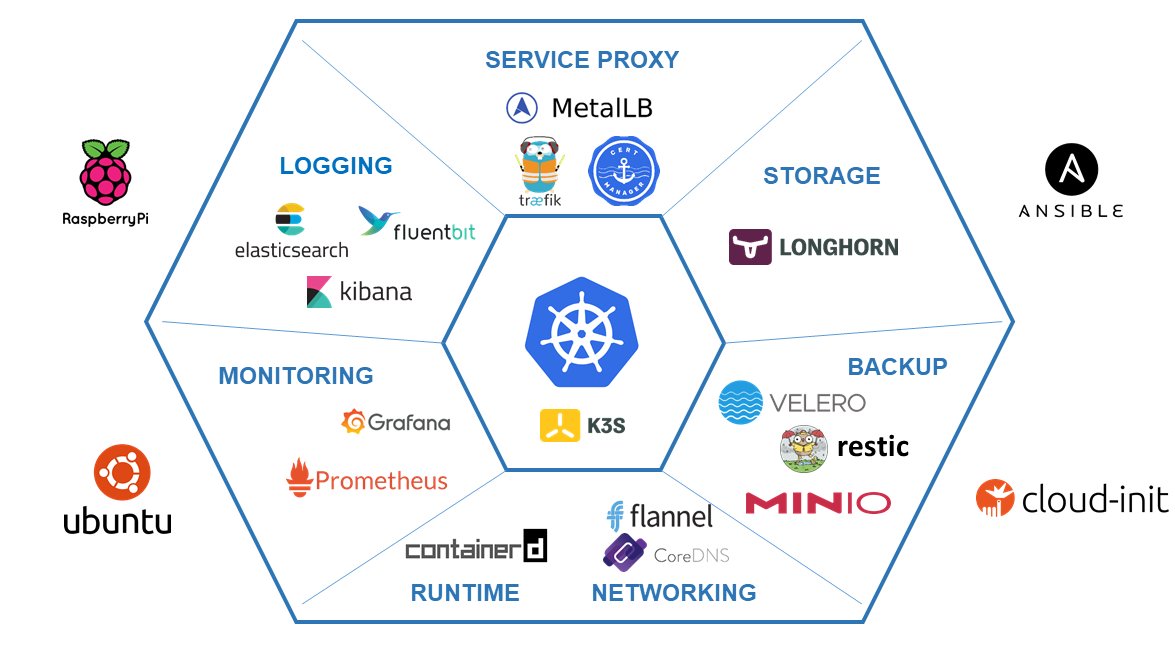 SERVICE PROXY
MetalLB
træfik
CERT MANAGER
LOGGING
elasticsearch
fluentbit
kibana
STORAGE
LONGHORN
RaspberryPi
ANSIBLE
K3S
MONITORING
Grafana
Prometheus
BACKUP
VELERO
restic
MINIO
ubuntu
cloud-init
containerd
RUNTIME
flannel
CoreDNS
NETWORKING